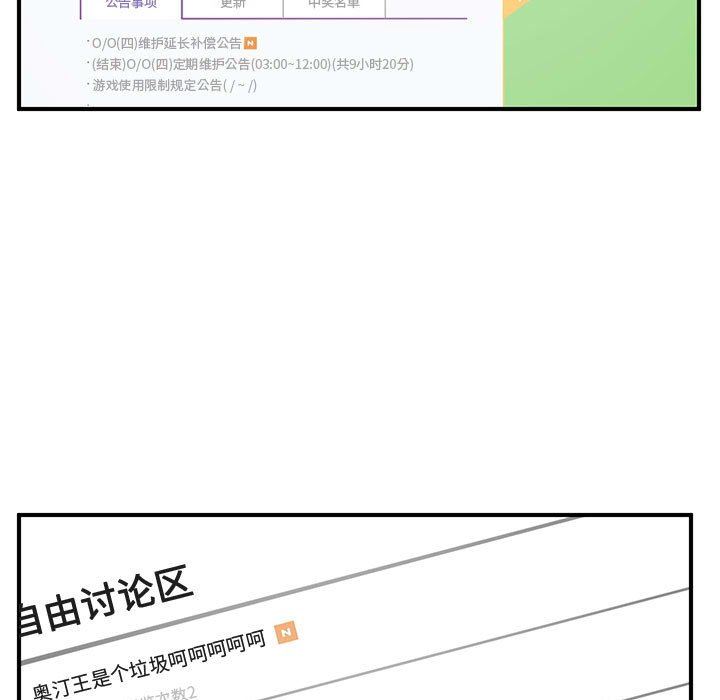 公告事项 更新 中奖名单
·O/O(四)维护延长补偿公告 N
·(结束)O/O(四)定期维护公告(03:00~12:00)(共9小时20分)
·游戏使用限制规定公告( / ~ /)
自由讨论区
奥汀王是个垃圾呵呵呵呵呵 N
览次数2